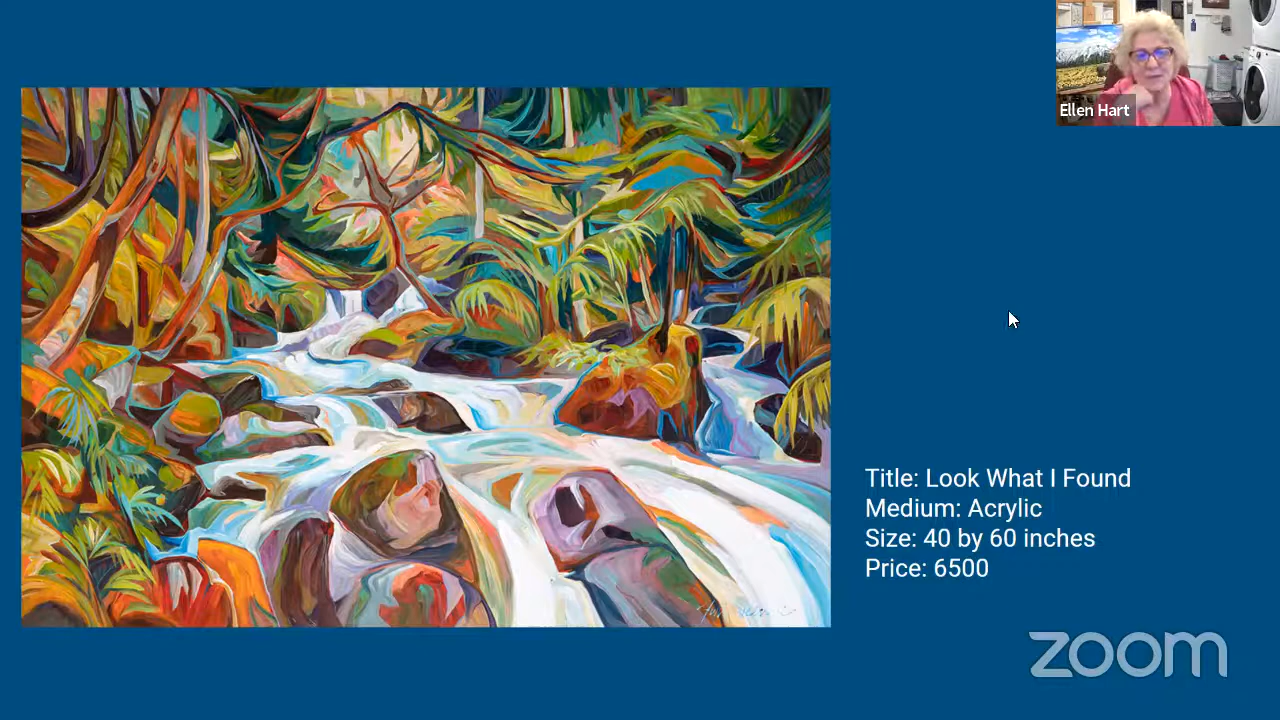 Ellen Hart
Title: Look What I Found
Medium: Acrylic
Size: 40 by 60 inches
Price: 6500
zoom